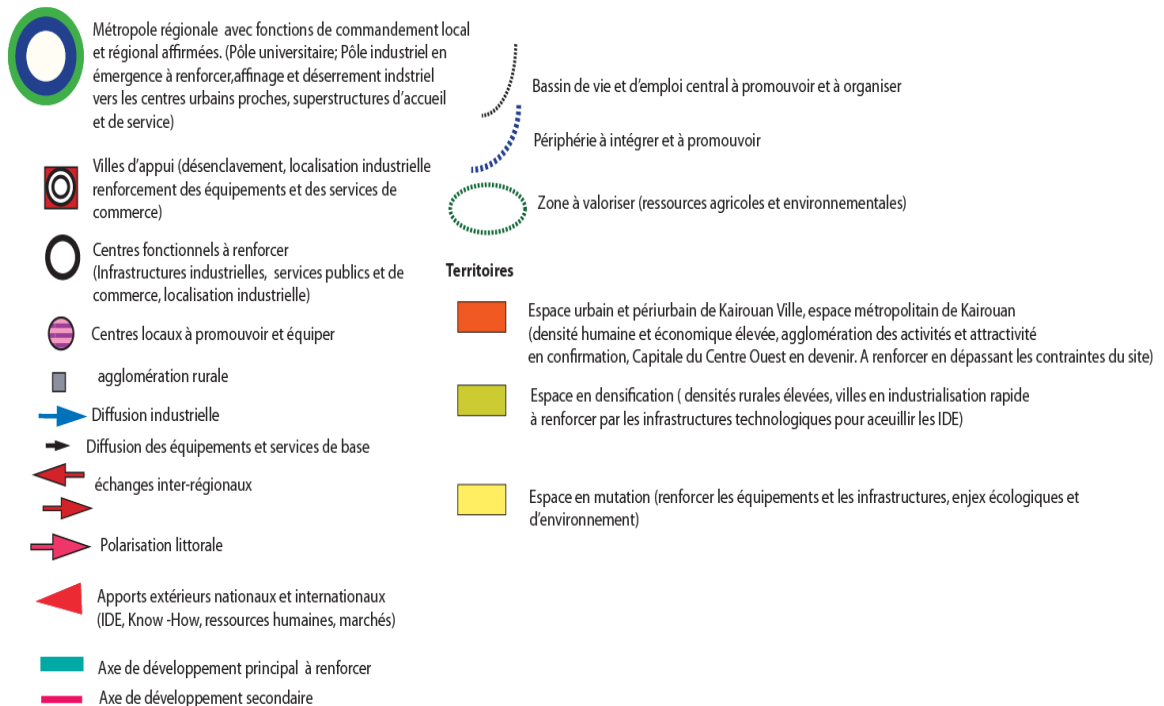 Métropole régionale avec fonctions de commandement local
et régional affirmées. (Pôle universitaire; Pôle industriel en
émergence à renforcer,affinage et déserrement indstriel
vers les centres urbains proches, superstructures d'accueil
et de service)
Villes d'appui (désenclavement, localisation industrielle
renforcement des équipements et des services de
commerce)
Centres fonctionnels à renforcer
(Infrastructures industrielles, services publics et de
commerce, localisation industrielle)
Centres locaux à promouvoir et équiper
agglomération rurale
Diffusion industrielle
Diffusion des équipements et services de base
échanges inter-régionaux
Polarisation littorale
Apports extérieurs nationaux et internationaux
(IDE, Know -How, ressources humaines, marchés)
Axe de développement principal à renforcer
Axe de développement secondaire
Bassin de vie et d'emploi central à promouvoir et à organiser
Périphérie à intégrer et à promouvoir
Zone à valoriser (ressources agricoles et environnementales)
Territoires
Espace urbain et périurbain de Kairouan Ville, espace métropolitain de Kairouan
(densité humaine et économique élevée, agglomération des activités et attractivité
en confirmation, Capitale du Centre Ouest en devenir. A renforcer en dépassant les contraintes du site)
Espace en densification ( densités rurales élevées, villes en industrialisation rapide
à renforcer par les infrastructures technologiques pour aceuillir les IDE)
Espace en mutation (renforcer les équipements et les infrastructures, enjex écologiques et
d'environnement)